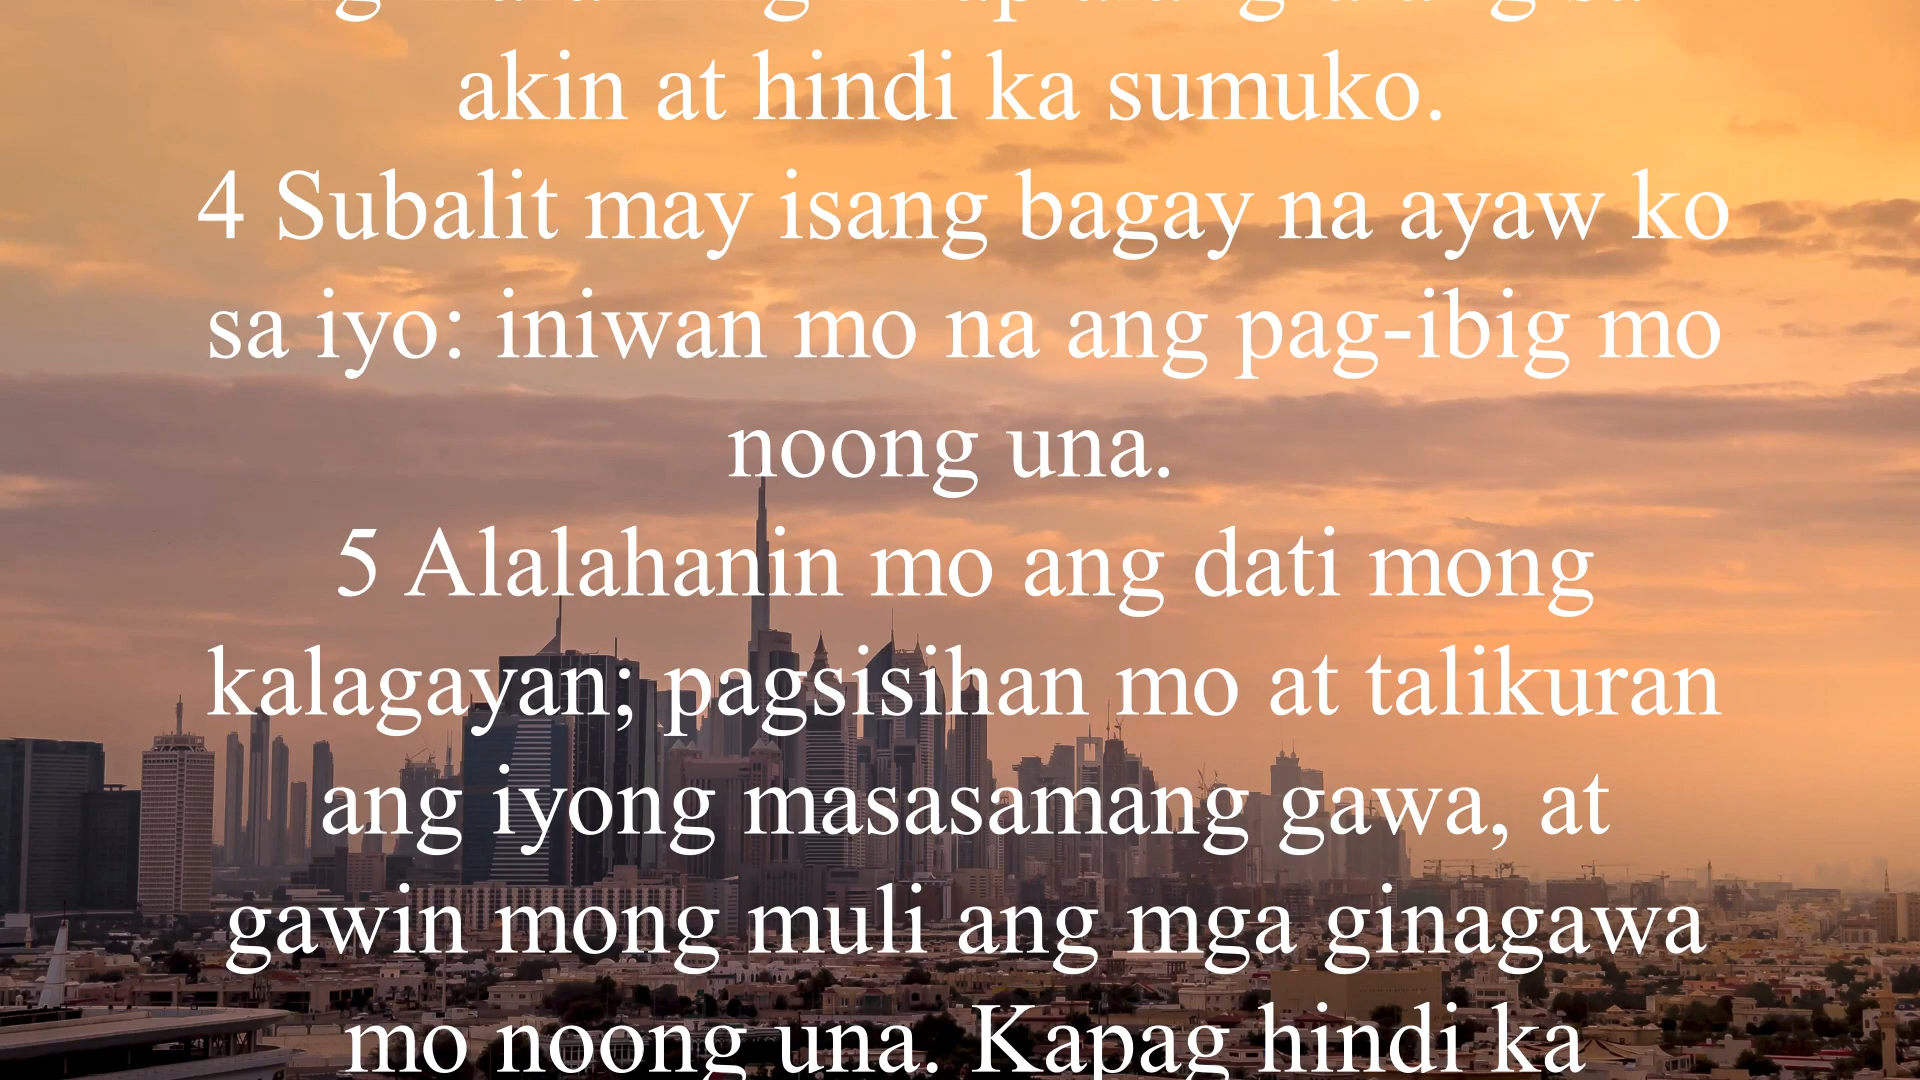 akin at hindi ka sumuko.
4 Subalit may isang bagay na ayaw ko
sa iyo: iniwan mo na ang pag-ibig mo
noong una.
5 Alalahanin mo ang dati mong
kalagayan; pagsisihan mo at talikuran
ang iyong masasamang gawa, at
gawin mong muli ang mga ginagawa
mo noong una. Kapag hindi ka